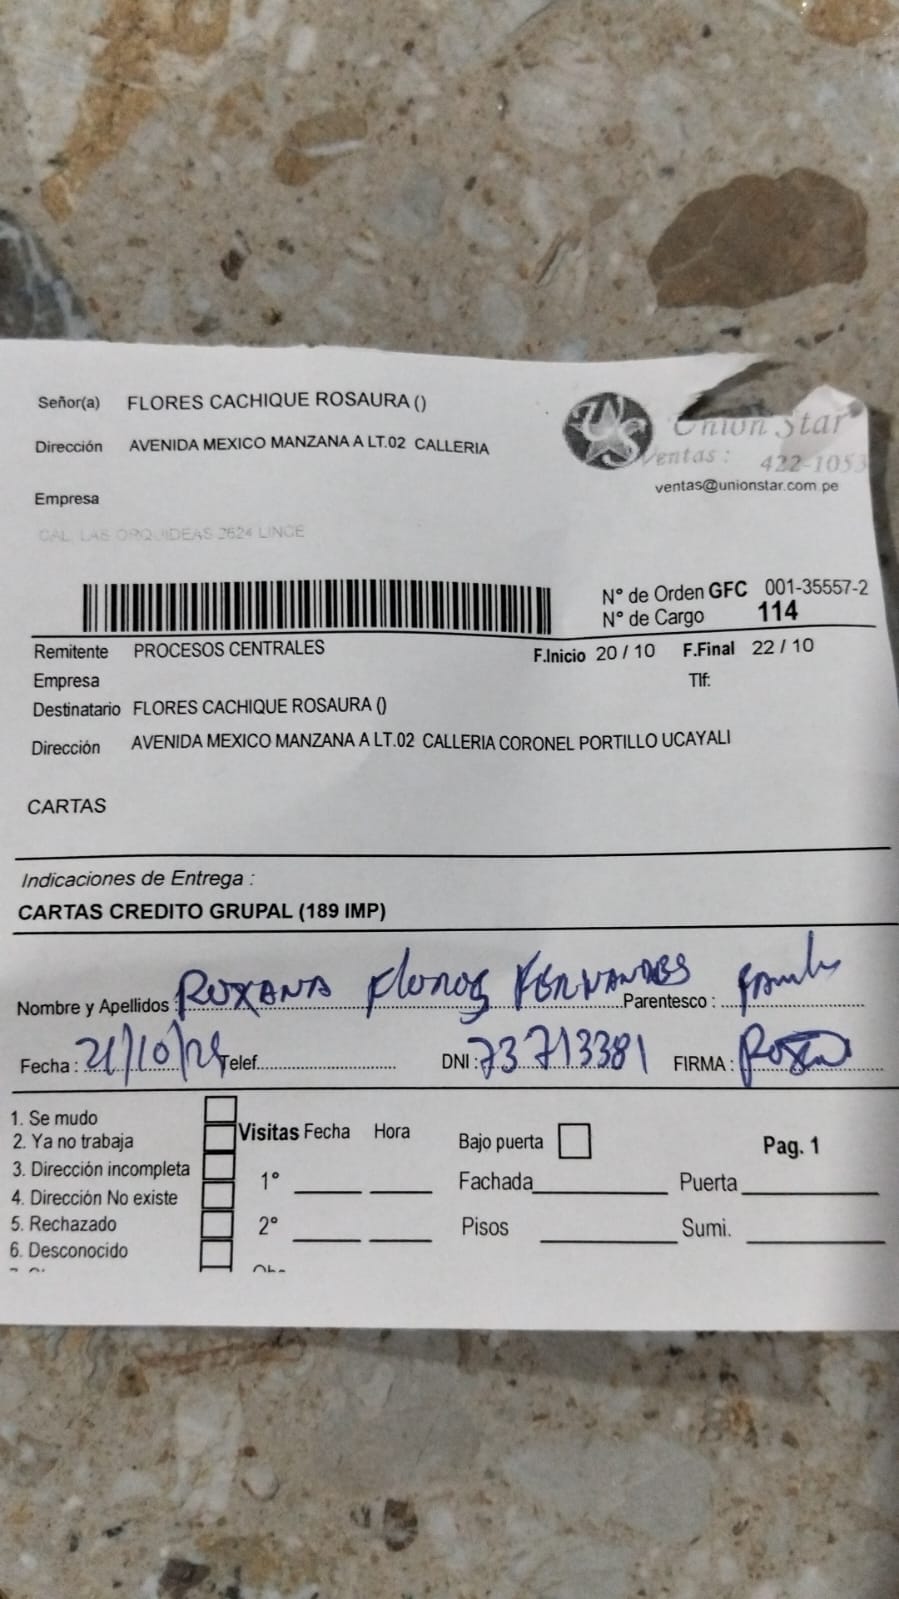 Señor(a) FLORES CACHIQUE ROSAURA ()
Dirección AVENIDA MEXICO MANZANA A LT.02 CALLERIA
Union Star
Ventas : 422-1053
ventas@unionstar.com.pe
Empresa
CAL. LAS ORQUIDEAS 2624 LINCE
N° de Orden GFC 001-35557-2
N° de Cargo 114
Remitente PROCESOS CENTRALES F.Inicio 20 / 10 F.Final 22 / 10
Empresa Tlf:
Destinatario FLORES CACHIQUE ROSAURA ()
Dirección AVENIDA MEXICO MANZANA A LT.02 CALLERIA CORONEL PORTILLO UCAYALI
CARTAS
Indicaciones de Entrega :
CARTAS CREDITO GRUPAL (189 IMP)
Nombre y Apellidos : ROXANA Flores FERNANDES Parentesco :
Fecha : Telef. DNI : 73713381 FIRMA :
1. Se mudo
2. Ya no trabaja Visitas Fecha Hora Bajo puerta Pag. 1
3. Dirección incompleta 1° Fachada Puerta
4. Dirección No existe
5. Rechazado 2° Pisos Sumi.
6. Desconocido